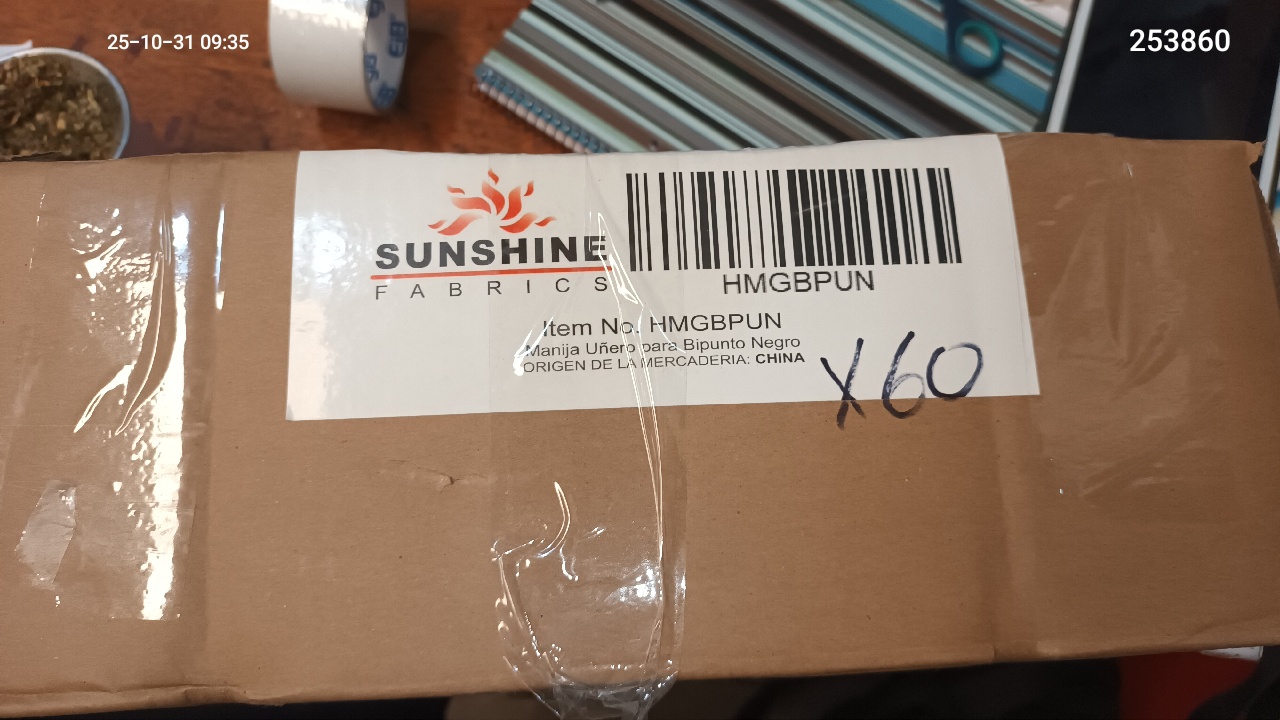 25-10-31 09:35
253860
SUNSHINE
FABRICS
HMGBPUN
Item No. HMGBPUN
Manija Uñero para Bipunto Negro
ORIGEN DE LA MERCADERIA: CHINA
X60